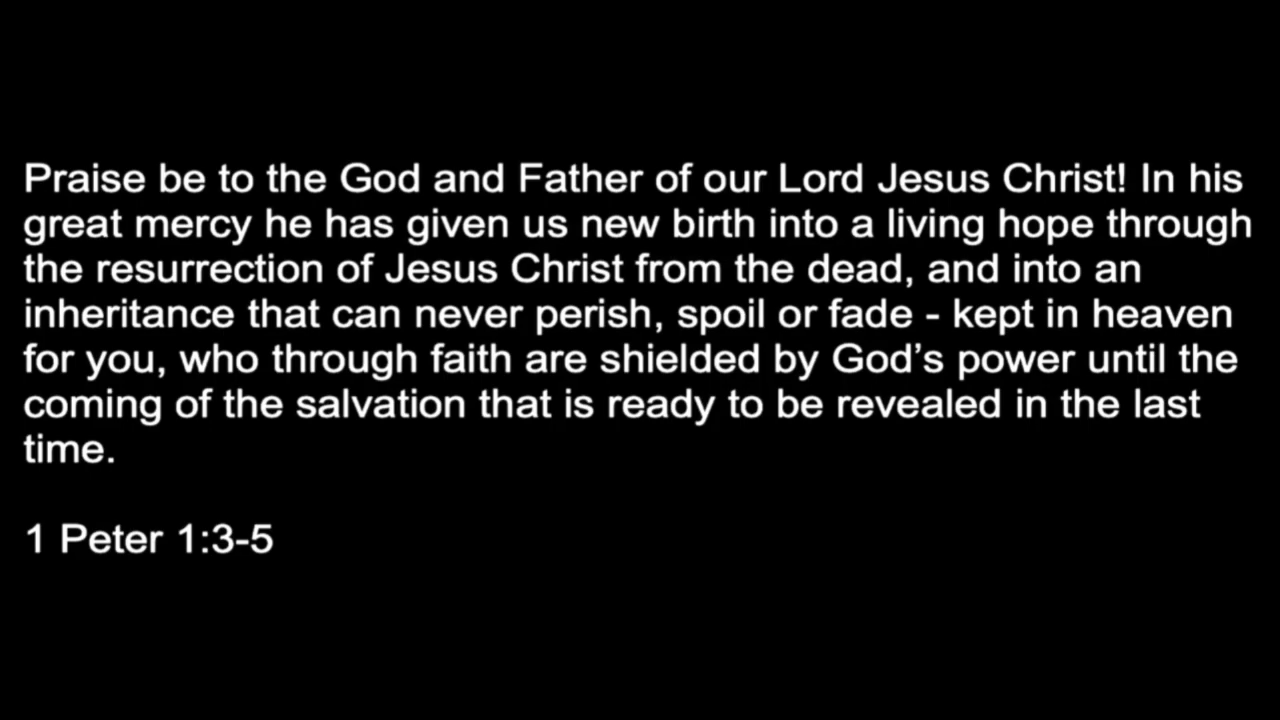 Praise be to the God and Father of our Lord Jesus Christ! In his
great mercy he has given us new birth into a living hope through
the resurrection of Jesus Christ from the dead, and into an
inheritance that can never perish, spoil or fade - kept in heaven
for you, who through faith are shielded by God’s power until the
coming of the salvation that is ready to be revealed in the last
time.
1 Peter 1:3-5